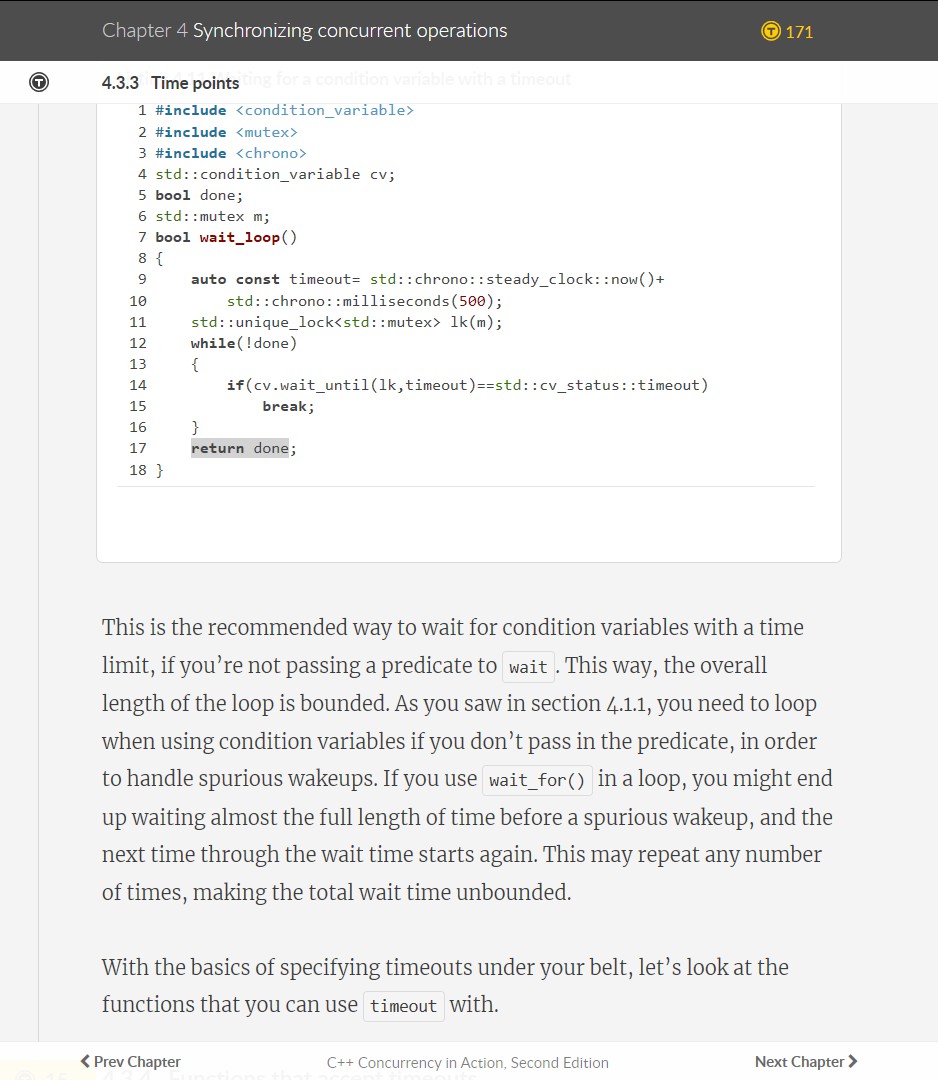 Chapter 4 Synchronizing concurrent operations
171
4.3.3 Time points
1 #include <condition_variable>
2 #include <mutex>
3 #include <chrono>
4 std::condition_variable cv;
5 bool done;
6 std::mutex m;
7 bool wait_loop()
8 {
9     auto const timeout= std::chrono::steady_clock::now()+
10         std::chrono::milliseconds(500);
11     std::unique_lock<std::mutex> lk(m);
12     while(!done)
13     {
14         if(cv.wait_until(lk,timeout)==std::cv_status::timeout)
15             break;
16     }
17     return done;
18 }
This is the recommended way to wait for condition variables with a time
limit, if you’re not passing a predicate to wait. This way, the overall
length of the loop is bounded. As you saw in section 4.1.1, you need to loop
when using condition variables if you don’t pass in the predicate, in order
to handle spurious wakeups. If you use wait_for() in a loop, you might end
up waiting almost the full length of time before a spurious wakeup, and the
next time through the wait time starts again. This may repeat any number
of times, making the total wait time unbounded.
With the basics of specifying timeouts under your belt, let’s look at the
functions that you can use timeout with.
Prev Chapter
C++ Concurrency in Action, Second Edition
Next Chapter
4.3.4 Functions that accept timeouts